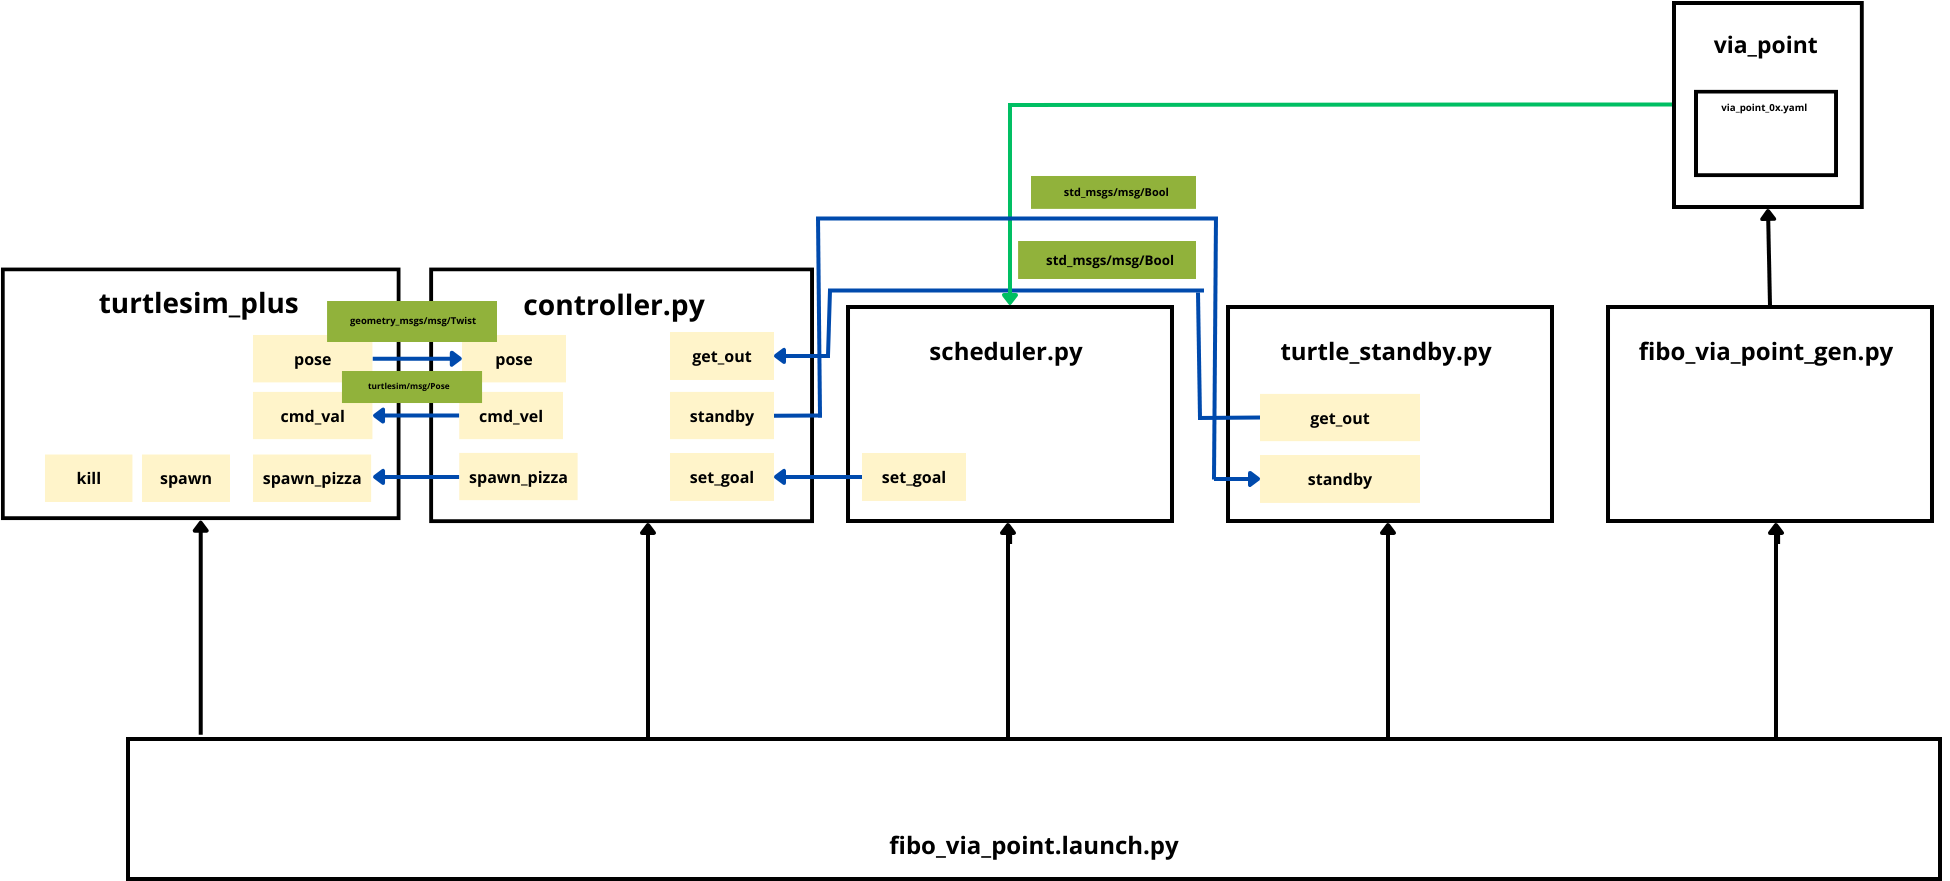 via_point
via_point_0x.yaml
std_msgs/msg/Bool
std_msgs/msg/Bool
turtlesim_plus
geometry_msgs/msg/Twist
pose
turtlesim/msg/Pose
cmd_val
kill
spawn
spawn_pizza
controller.py
pose
cmd_vel
spawn_pizza
get_out
standby
set_goal
scheduler.py
set_goal
turtle_standby.py
get_out
standby
fibo_via_point_gen.py
fibo_via_point.launch.py